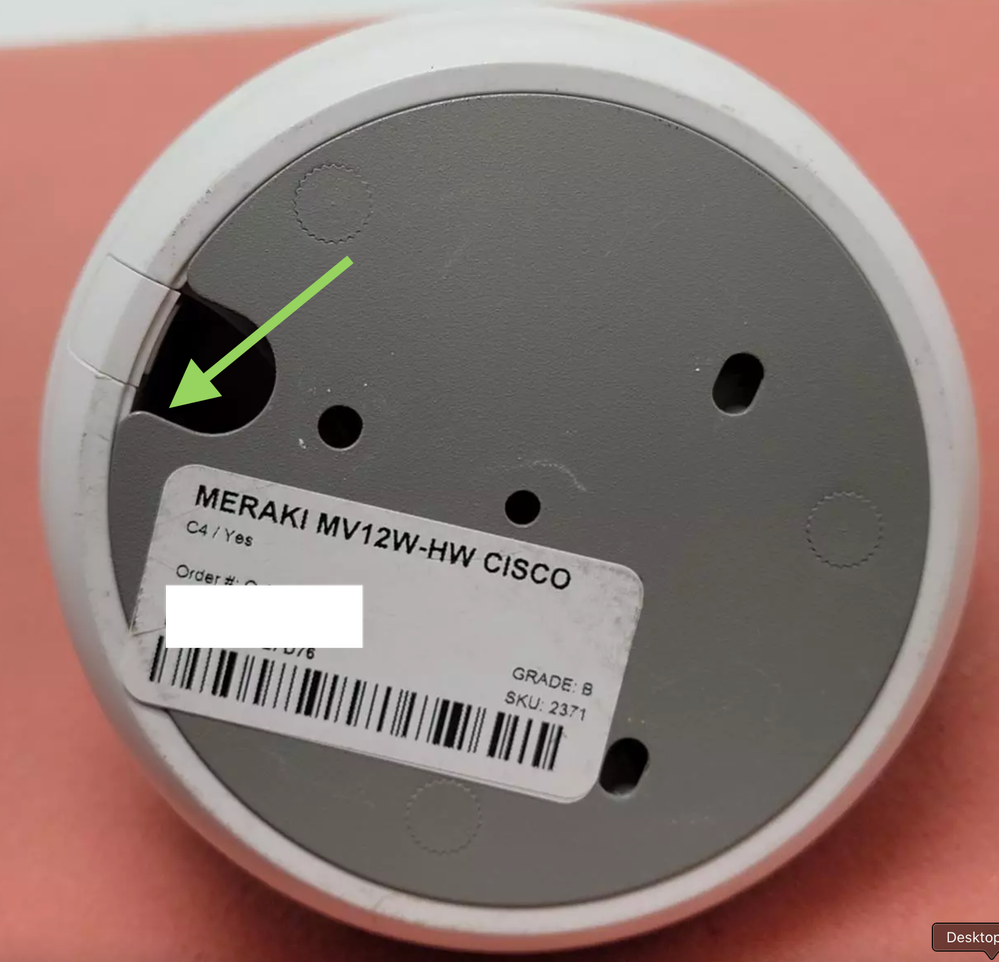 MERAKI MV12W-HW CISCO
C4 / Yes
Order #:
GRADE: B
SKU: 2371
Desktop